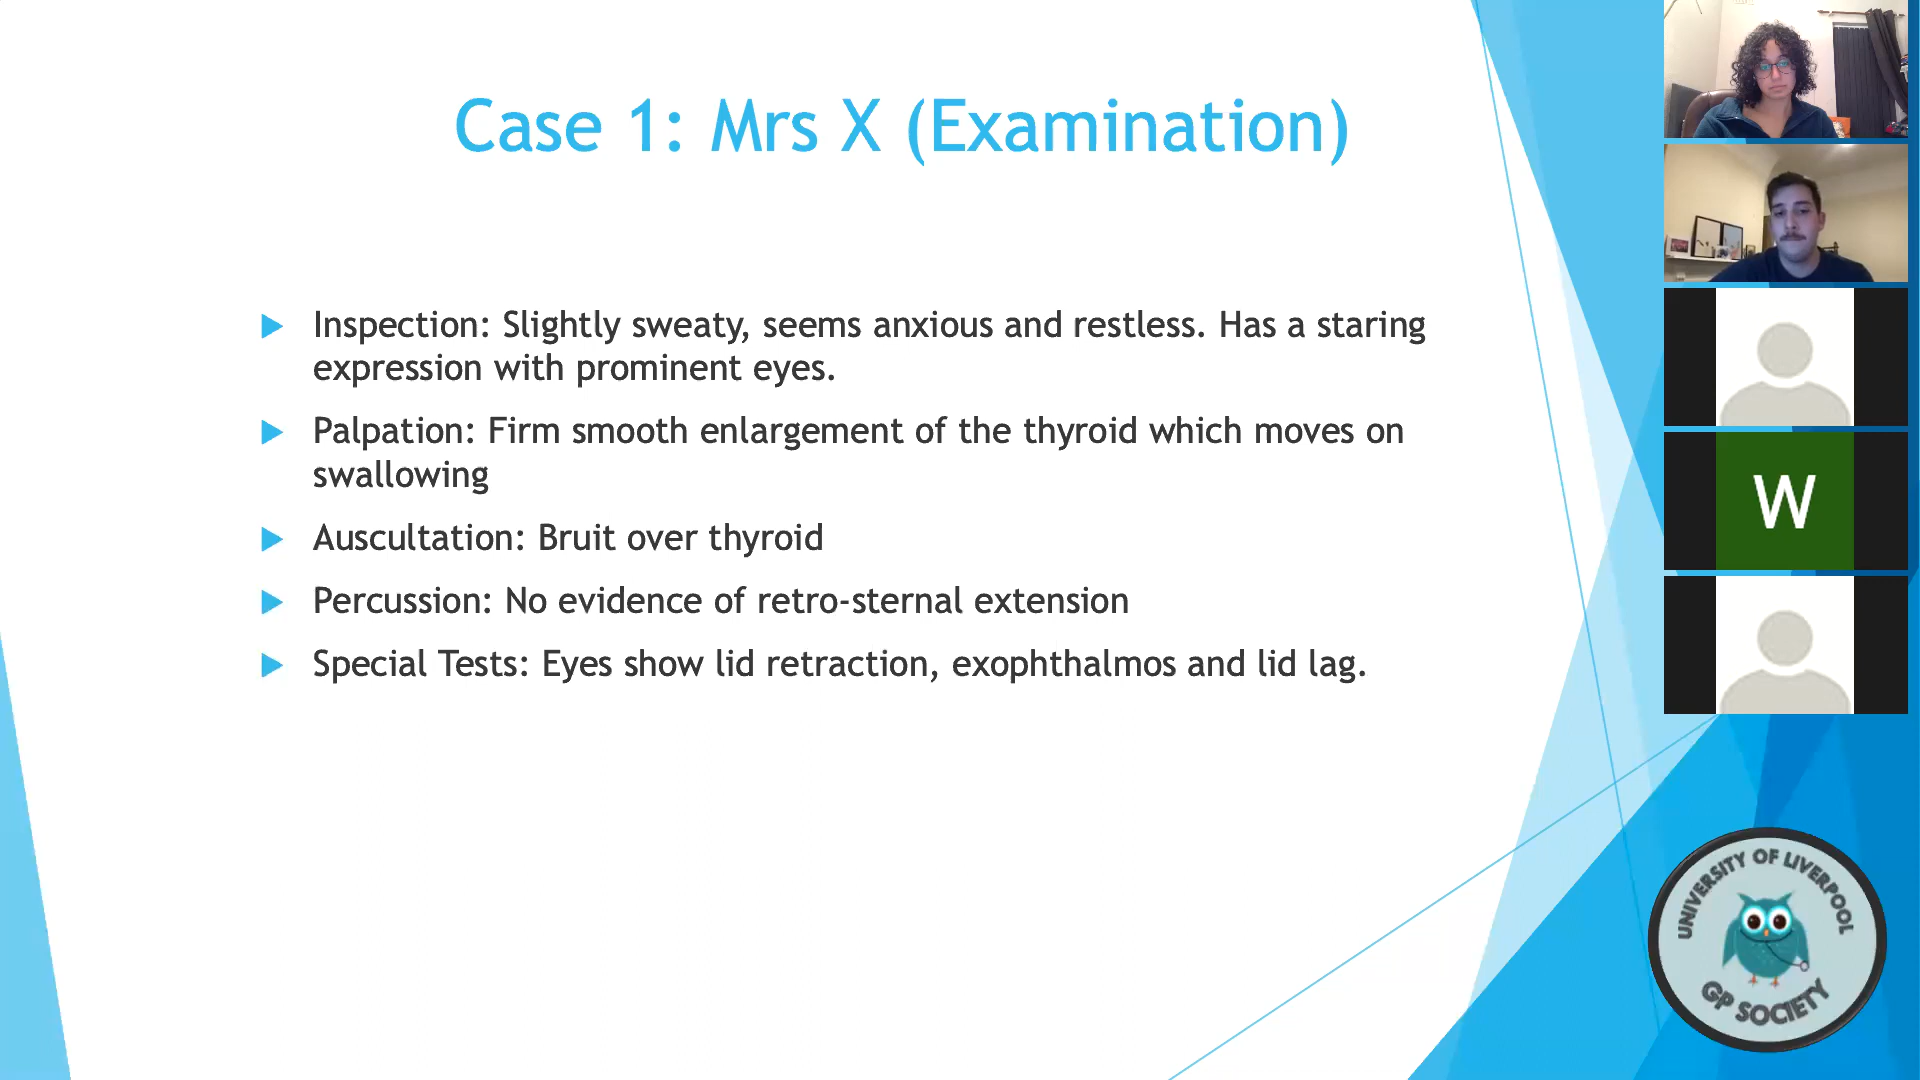 Case 1: Mrs X (Examination)
Inspection: Slightly sweaty, seems anxious and restless. Has a staring
expression with prominent eyes.
Palpation: Firm smooth enlargement of the thyroid which moves on
swallowing
Auscultation: Bruit over thyroid
Percussion: No evidence of retro-sternal extension
Special Tests: Eyes show lid retraction, exophthalmos and lid lag.
W
UNIVERSITY OF LIVERPOOL
GP SOCIETY